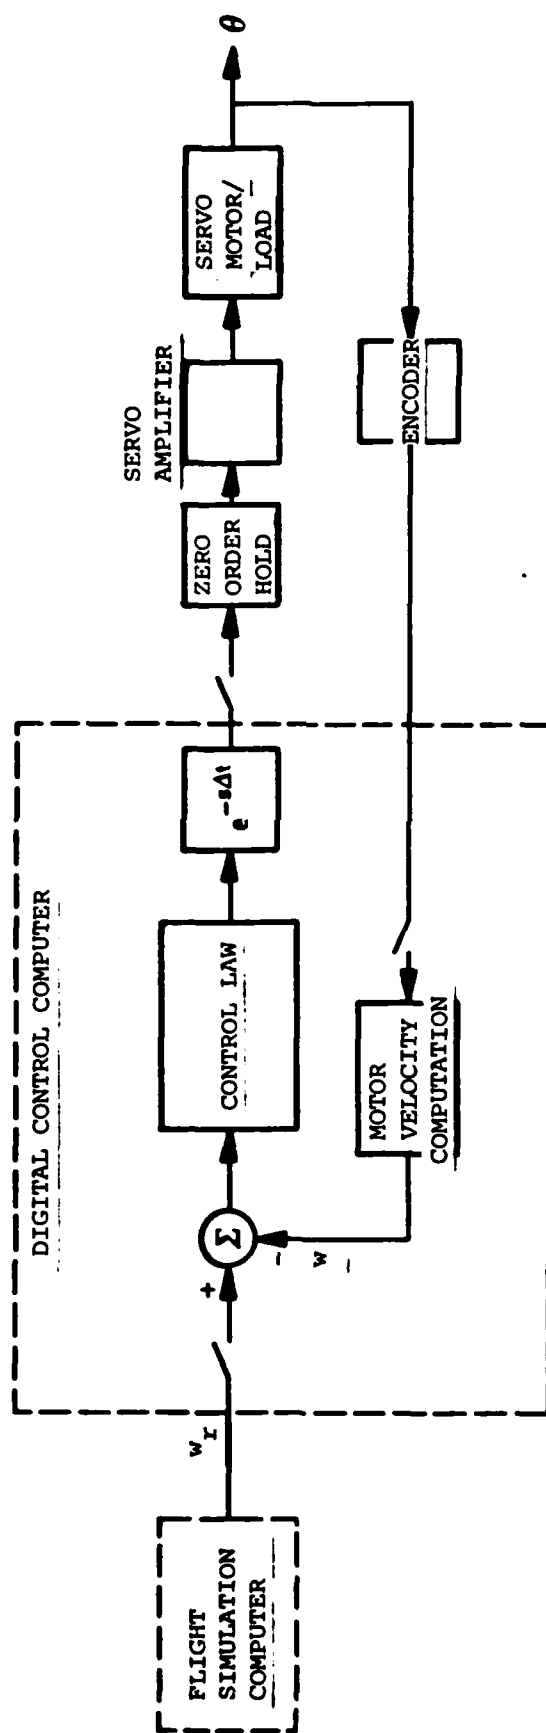 DIGITAL CONTROL COMPUTER
FLIGHT
SIMULATION
COMPUTER
w_r
+
Σ
-
w
CONTROL LAW
e^{-sΔt}
ZERO
ORDER
HOLD
SERVO
AMPLIFIER
SERVO
MOTOR/
LOAD
θ
ENCODER
MOTOR
VELOCITY
COMPUTATION